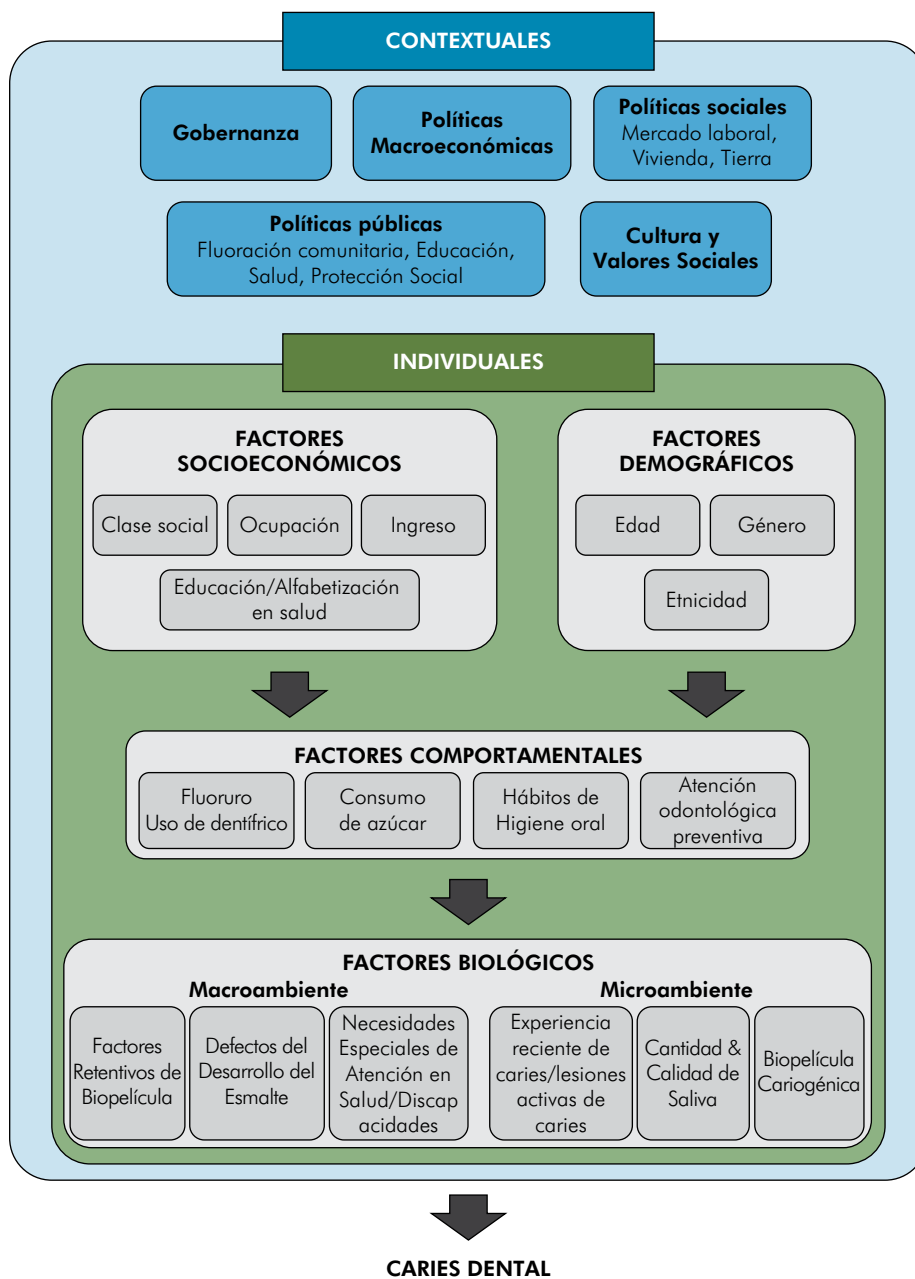 CONTEXTUALES
Gobernanza
Políticas
Macroeconómicas
Políticas sociales
Mercado laboral,
Vivienda, Tierra
Políticas públicas
Fluoración comunitaria, Educación,
Salud, Protección Social
Cultura y
Valores Sociales
INDIVIDUALES
FACTORES
SOCIOECONÓMICOS
Clase social
Ocupación
Ingreso
Educación/Alfabetización
en salud
FACTORES
DEMOGRÁFICOS
Edad
Género
Etnicidad
FACTORES COMPORTAMENTALES
Fluoruro
Uso de dentífrico
Consumo
de azúcar
Hábitos de
Higiene oral
Atención
odontológica
preventiva
FACTORES BIOLÓGICOS
Macroambiente
Factores
Retentivos de
Biopelícula
Defectos del
Desarrollo del
Esmalte
Necesidades
Especiales de
Atención en
Salud/Discap
acidades
Microambiente
Experiencia
reciente de
caries/lesiones
activas de
caries
Cantidad &
Calidad de
Saliva
Biopelícula
Cariogénica
CARIES DENTAL